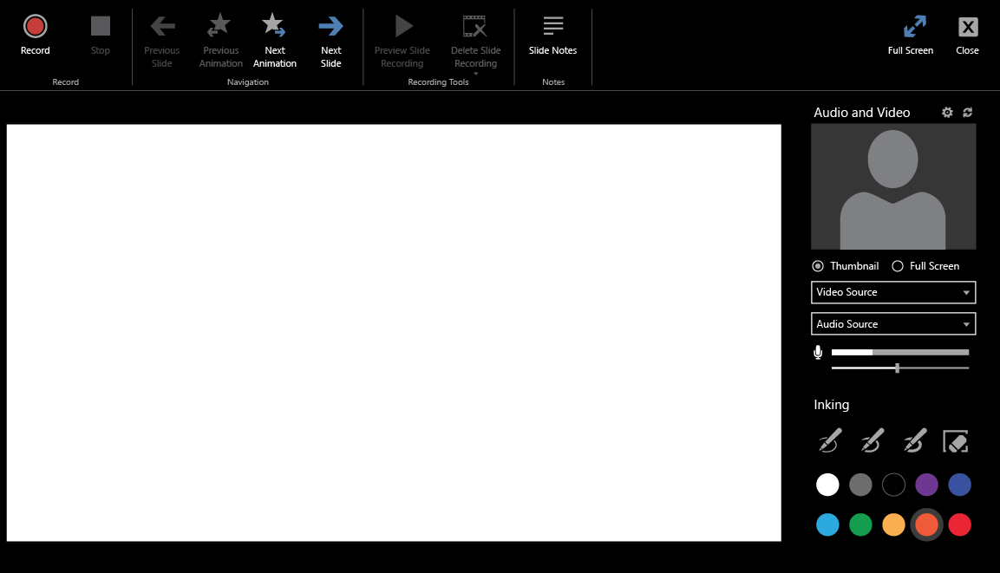 Record
Stop
Previous
Slide
Previous
Animation
Next
Animation
Next
Slide
Preview Slide
Recording
Delete Slide
Recording
Slide Notes
Full Screen
Close
Record
Navigation
Recording Tools
Notes
Audio and Video
Thumbnail
Full Screen
Video Source
Audio Source
Inking